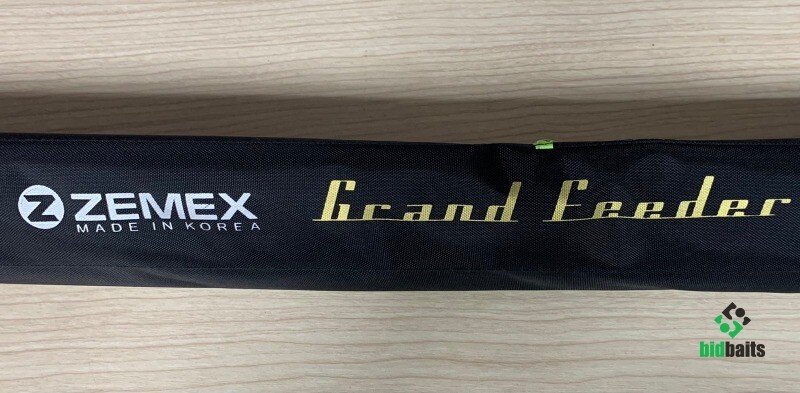 ZEMEX
MADE IN KOREA
Grand Feeder
bidbaits